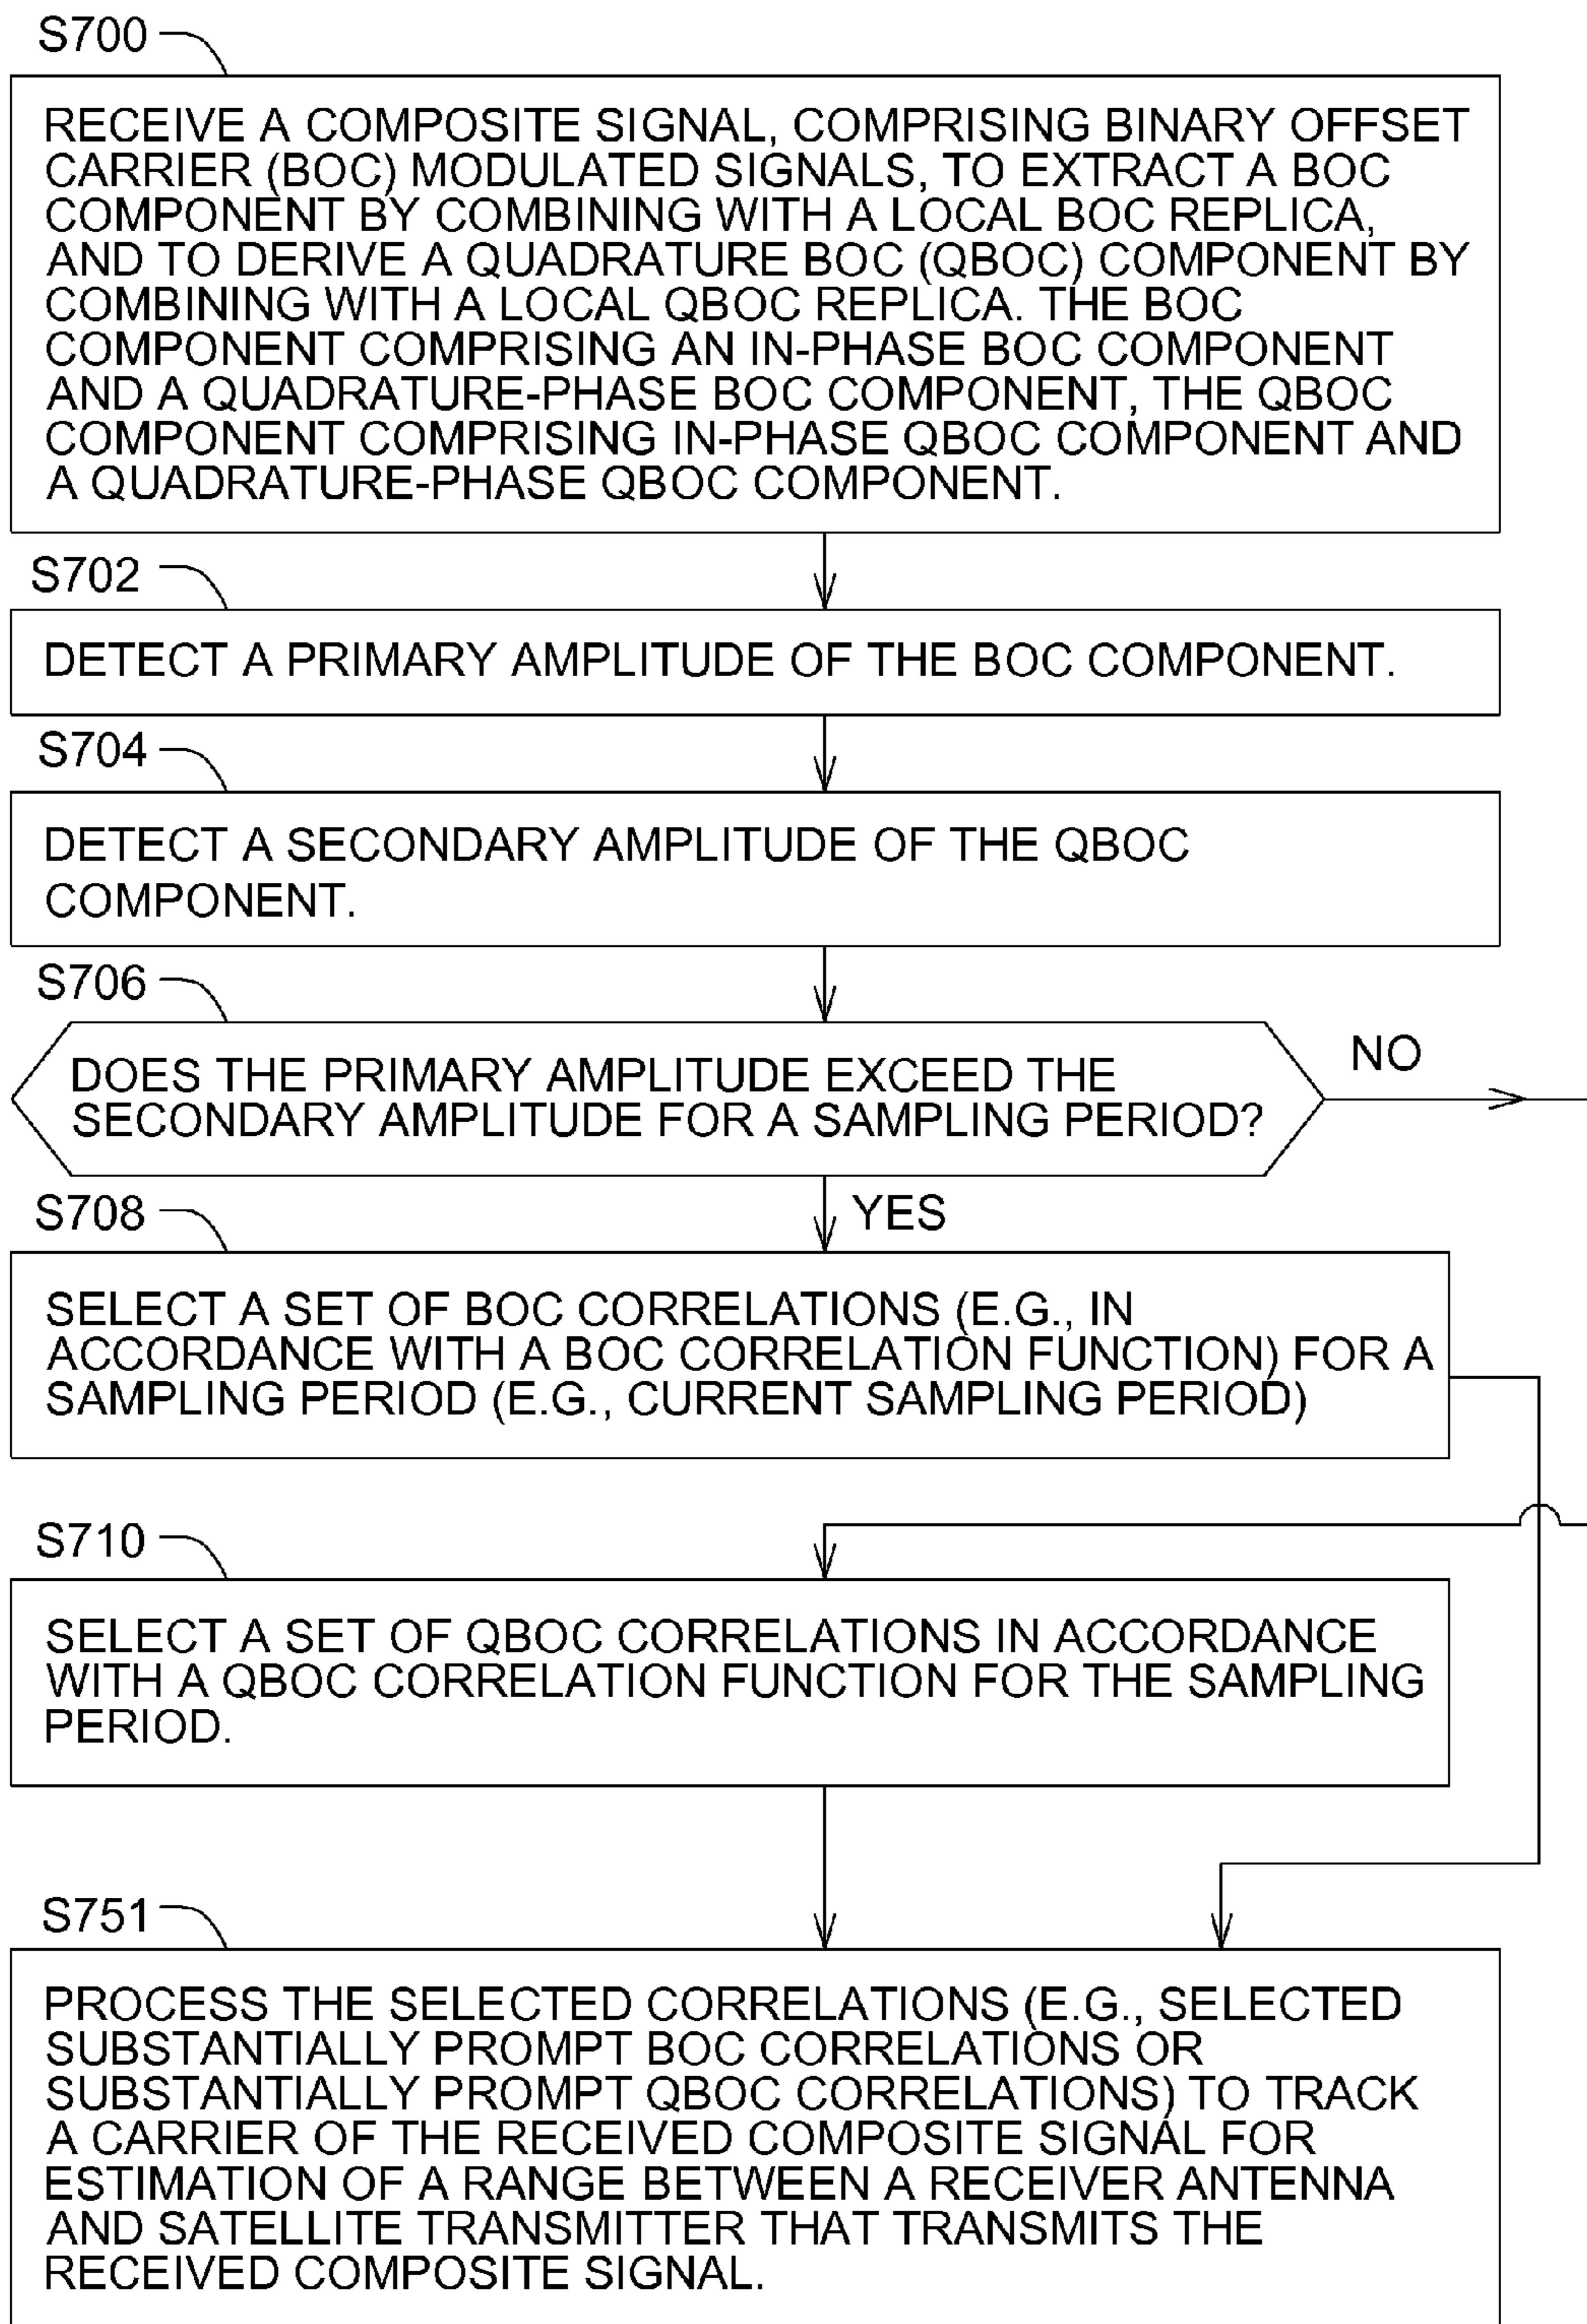 S700
RECEIVE A COMPOSITE SIGNAL, COMPRISING BINARY OFFSET
CARRIER (BOC) MODULATED SIGNALS, TO EXTRACT A BOC
COMPONENT BY COMBINING WITH A LOCAL BOC REPLICA,
AND TO DERIVE A QUADRATURE BOC (QBOC) COMPONENT BY
COMBINING WITH A LOCAL QBOC REPLICA. THE BOC
COMPONENT COMPRISING AN IN-PHASE BOC COMPONENT
AND A QUADRATURE-PHASE BOC COMPONENT, THE QBOC
COMPONENT COMPRISING IN-PHASE QBOC COMPONENT AND
A QUADRATURE-PHASE QBOC COMPONENT.
S702
DETECT A PRIMARY AMPLITUDE OF THE BOC COMPONENT.
S704
DETECT A SECONDARY AMPLITUDE OF THE QBOC
COMPONENT.
S706
DOES THE PRIMARY AMPLITUDE EXCEED THE
SECONDARY AMPLITUDE FOR A SAMPLING PERIOD?
NO
YES
S708
SELECT A SET OF BOC CORRELATIONS (E.G., IN
ACCORDANCE WITH A BOC CORRELATION FUNCTION) FOR A
SAMPLING PERIOD (E.G., CURRENT SAMPLING PERIOD)
S710
SELECT A SET OF QBOC CORRELATIONS IN ACCORDANCE
WITH A QBOC CORRELATION FUNCTION FOR THE SAMPLING
PERIOD.
S751
PROCESS THE SELECTED CORRELATIONS (E.G., SELECTED
SUBSTANTIALLY PROMPT BOC CORRELATIONS OR
SUBSTANTIALLY PROMPT QBOC CORRELATIONS) TO TRACK
A CARRIER OF THE RECEIVED COMPOSITE SIGNAL FOR
ESTIMATION OF A RANGE BETWEEN A RECEIVER ANTENNA
AND SATELLITE TRANSMITTER THAT TRANSMITS THE
RECEIVED COMPOSITE SIGNAL.